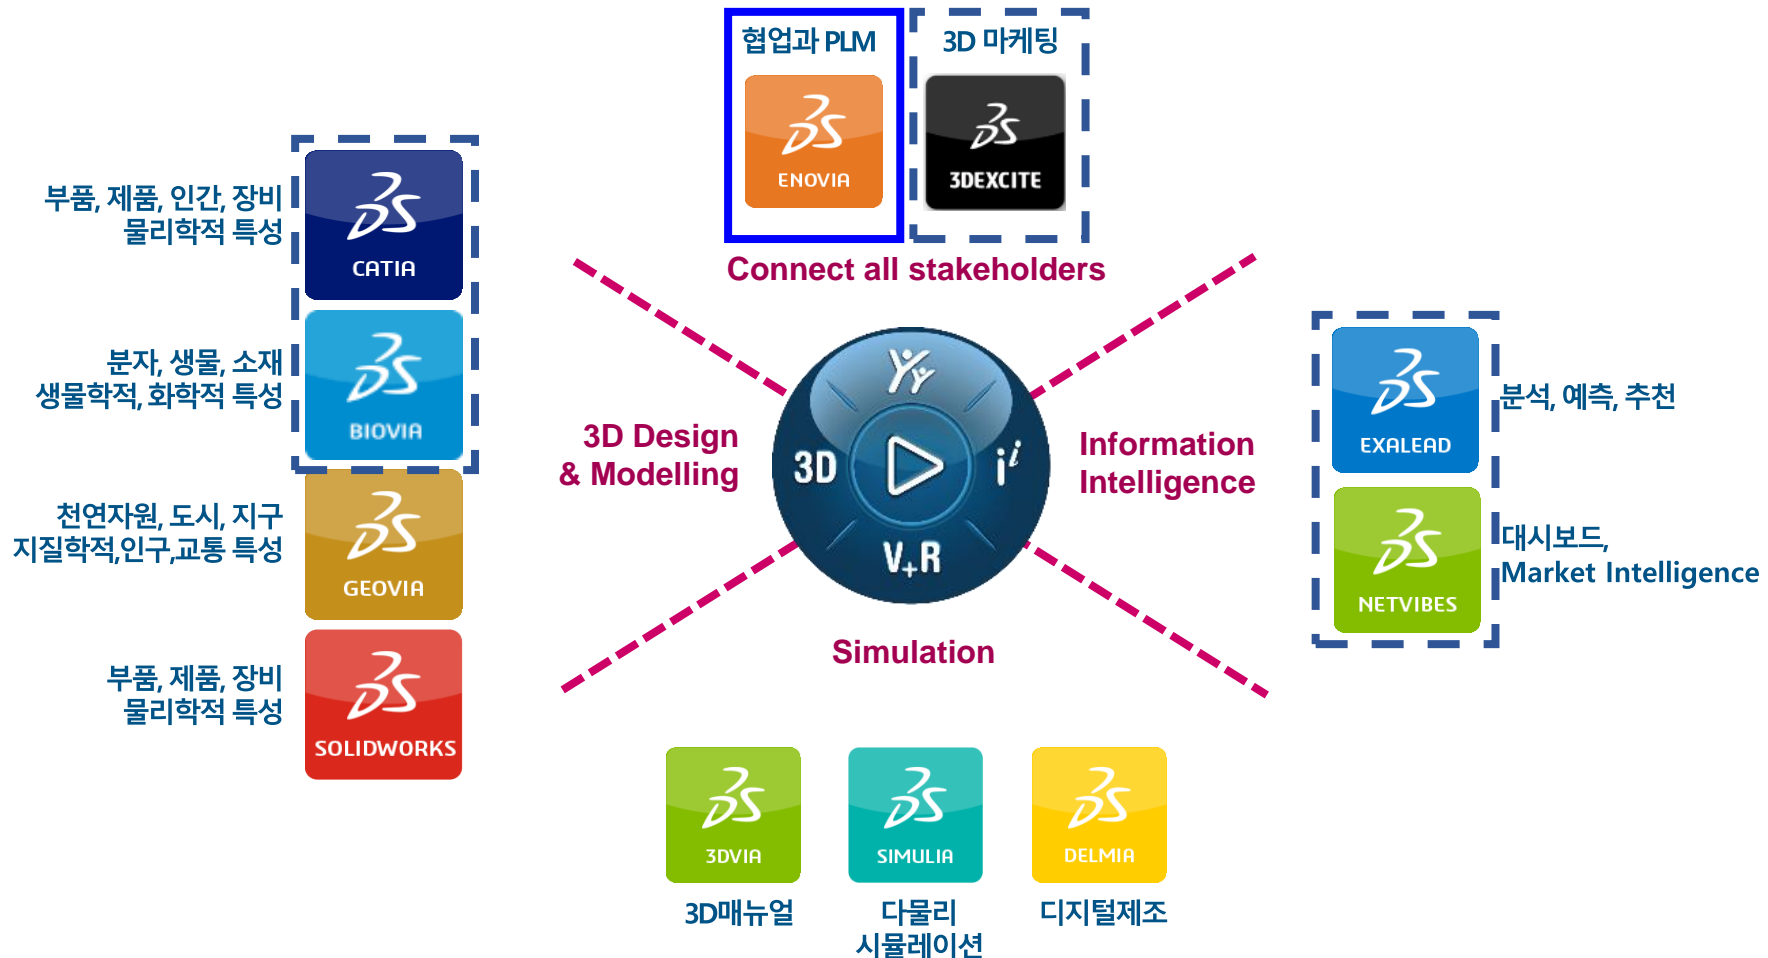 협업과 PLM
3D 마케팅
ENOVIA
3DEXCITE
Connect all stakeholders
부품, 제품, 인간, 장비
물리학적 특성
CATIA
분자, 생물, 소재
생물학적, 화학적 특성
BIOVIA
천연자원, 도시, 지구
지질학적,인구,교통 특성
GEOVIA
부품, 제품, 장비
물리학적 특성
SOLIDWORKS
3D Design
& Modelling
3D
i i
V+R
Information
Intelligence
Simulation
EXALEAD
분석, 예측, 추천
NETVIBES
대시보드,
Market Intelligence
3DVIA
3D매뉴얼
SIMULIA
다물리
시뮬레이션
DELMIA
디지털제조